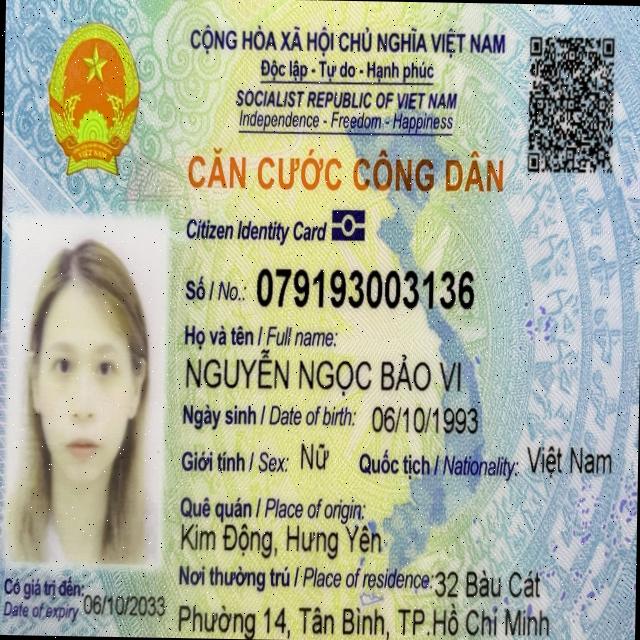 CỘNG HÒA XÃ HỘI CHỦ NGHĨA VIỆT NAM
Độc lập - Tự do - Hạnh phúc
SOCIALIST REPUBLIC OF VIET NAM
Independence - Freedom - Happiness
CĂN CƯỚC CÔNG DÂN
Citizen Identity Card
Số / No.: 079193003136
Họ và tên / Full name:
NGUYỄN NGỌC BẢO VI
Ngày sinh / Date of birth: 06/10/1993
Giới tính / Sex: Nữ Quốc tịch / Nationality: Việt Nam
Quê quán / Place of origin:
Kim Động, Hưng Yên
Nơi thường trú / Place of residence: 32 Bàu Cát
Phường 14, Tân Bình, TP.Hồ Chí Minh
Có giá trị đến: 06/10/2033
Date of expiry